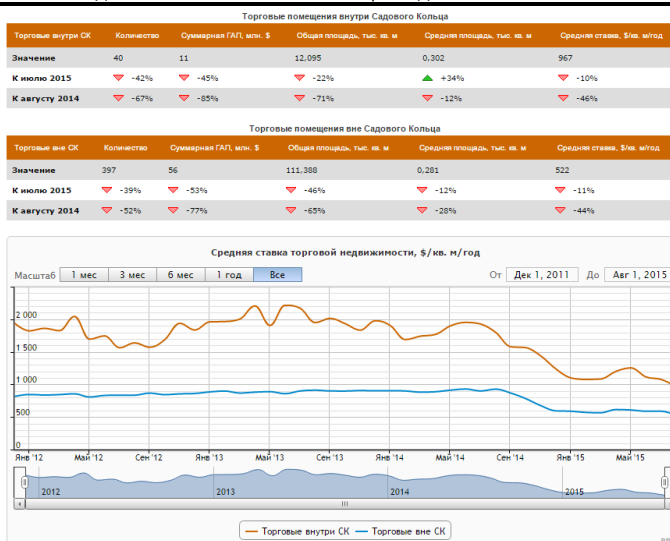 Торговые помещения внутри Садового Кольца
Торговые внутри СК Количество Суммарная ГАП, млн. $ Общая площадь, тыс. кв. м Средняя площадь, тыс. кв. м Средняя ставка, $/кв. м/год
Значение 40 11 12,095 0,302 967
К июлю 2015 -42% -45% -22% +34% -10%
К августу 2014 -67% -85% -71% -12% -46%
Торговые помещения вне Садового Кольца
Торговые вне СК Количество Суммарная ГАП, млн. $ Общая площадь, тыс. кв. м Средняя площадь, тыс. кв. м Средняя ставка, $/кв. м/год
Значение 397 56 111,388 0,281 522
К июлю 2015 -39% -53% -46% -12% -11%
К августу 2014 -52% -77% -65% -28% -44%
Средняя ставка торговой недвижимости, $/кв. м/год
Масштаб 1 мес 3 мес 6 мес 1 год Все От Дек 1, 2011 До Авг 1, 2015
2 000
1 500
1 000
500
0
Янв '12 Май '12 Сен '12 Янв '13 Май '13 Сен '13 Янв '14 Май '14 Сен '14 Янв '15 Май '15
2012 2013 2014 2015
Торговые внутри СК Торговые вне СК